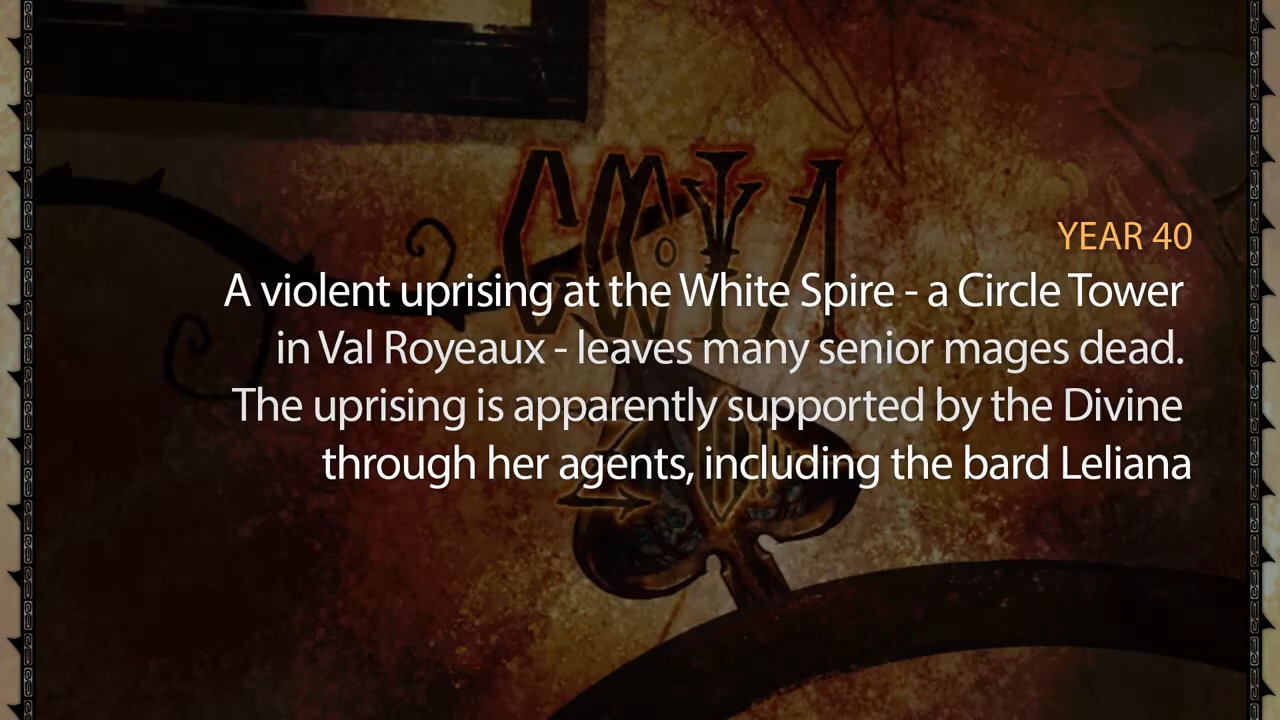 YEAR 40
A violent uprising at the White Spire - a Circle Tower
in Val Royeaux - leaves many senior mages dead.
The uprising is apparently supported by the Divine
through her agents, including the bard Leliana